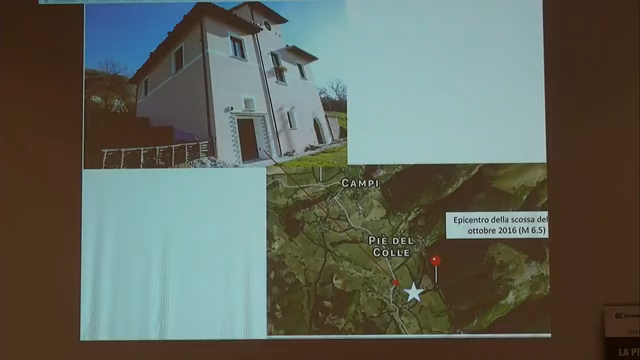 CAMPI
Epicentro della scossa del
ottobre 2016 (M 6.5)
PIÈ DEL
COLLE